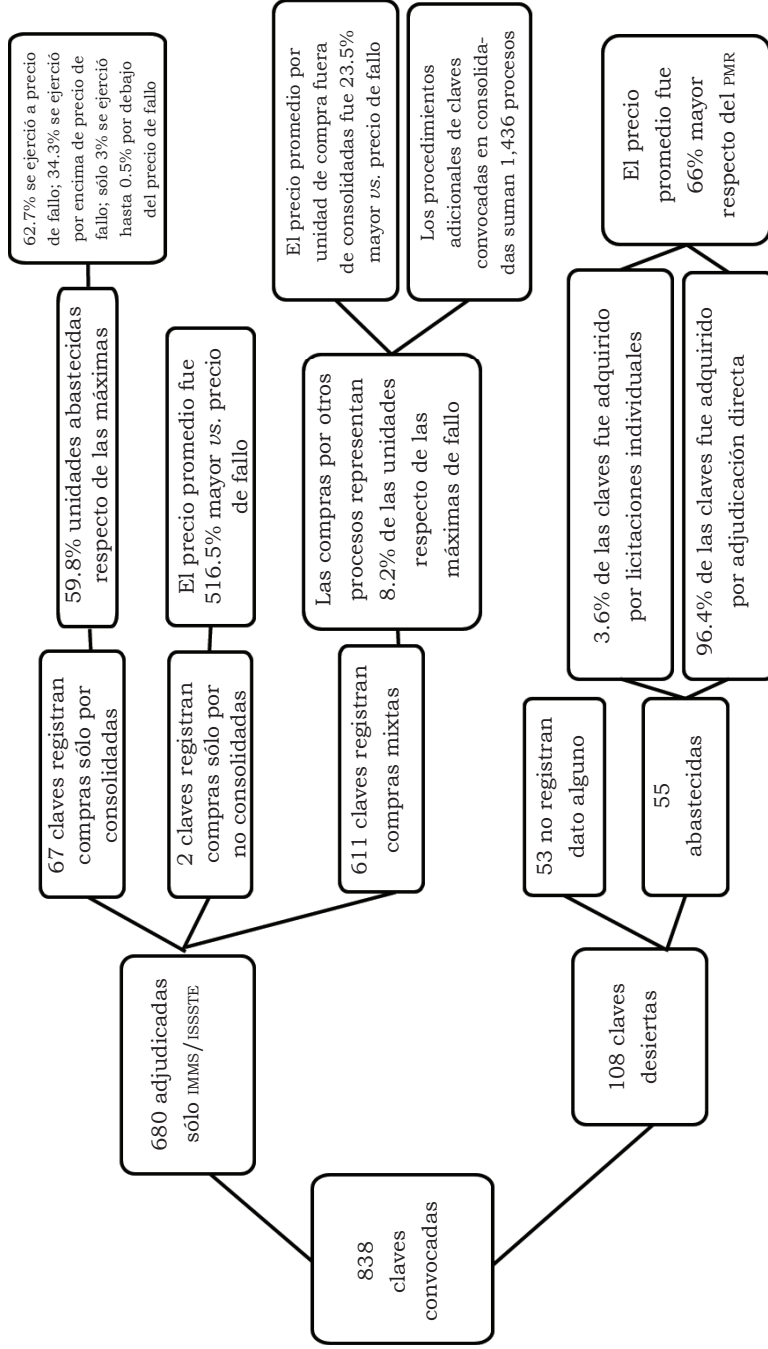 838
claves
convocadas
680 adjudicadas
sólo IMMS/ISSSTE
67 claves registran
compras sólo por
consolidadas
59.8% unidades abastecidas
respecto de las máximas
62.7% se ejerció a precio
de fallo; 34.3% se ejerció
por encima de precio de
fallo; sólo 3% se ejerció
hasta 0.5% por debajo
del precio de fallo
2 claves registran
compras sólo por
no consolidadas
El precio promedio fue
516.5% mayor vs. precio
de fallo
611 claves registran
compras mixtas
Las compras por otros
procesos representan
8.2% de las unidades
respecto de las
máximas de fallo
El precio promedio por
unidad de compra fuera
de consolidadas fue 23.5%
mayor vs. precio de fallo
Los procedimientos
adicionales de claves
convocadas en consolida-
das suman 1,436 procesos
108 claves
desiertas
53 no registran
dato alguno
55
abastecidas
3.6% de las claves fue adquirido
por licitaciones individuales
96.4% de las claves fue adquirido
por adjudicación directa
El precio
promedio fue
66% mayor
respecto del PMR